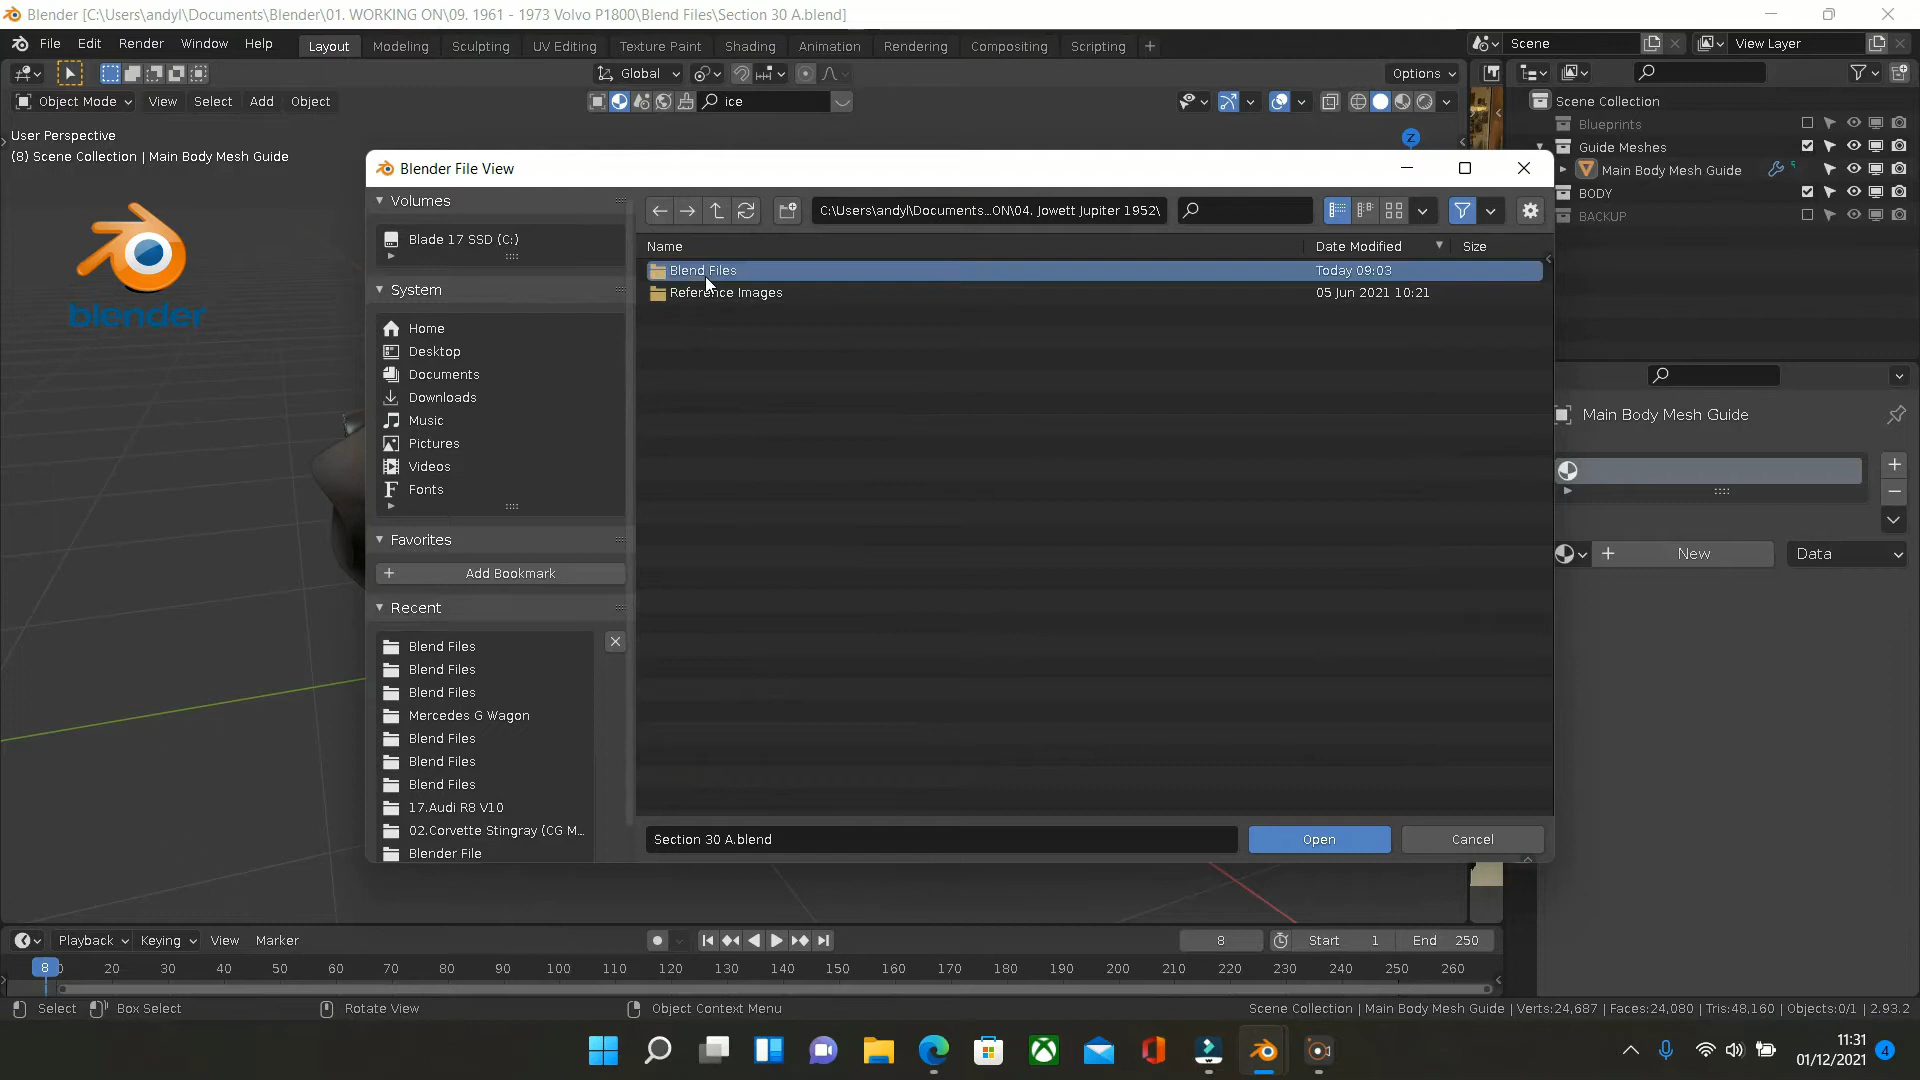 Blender [C:\Users\andyl\Documents\Blender\01. WORKING ON\09. 1961 - 1973 Volvo P1800\Blend Files\Section 30 A.blend]
File Edit Render Window Help Layout Modeling Sculpting UV Editing Texture Paint Shading Animation Rendering Compositing Scripting + Scene View Layer
Global Options
Object Mode View Select Add Object ice
Scene Collection
Blueprints
Guide Meshes
Main Body Mesh Guide
BODY
BACKUP
User Perspective
(8) Scene Collection | Main Body Mesh Guide
Z
blender
Blender File View
Volumes
Blade 17 SSD (C:)
System
Home
Desktop
Documents
Downloads
Music
Pictures
Videos
Fonts
Favorites
Add Bookmark
Recent
Blend Files
Blend Files
Blend Files
Mercedes G Wagon
Blend Files
Blend Files
Blend Files
17.Audi R8 V10
02.Corvette Stingray (CG M...
Blender File
C:\Users\andyl\Documents...ON\04. Jowett Jupiter 1952\
Name Date Modified Size
Blend Files Today 09:03
Reference Images 05 Jun 2021 10:21
Section 30 A.blend Open Cancel
Main Body Mesh Guide
New Data
Playback Keying View Marker 8 Start 1 End 250
8 20 30 40 50 60 70 80 90 100 110 120 130 140 150 160 170 180 190 200 210 220 230 240 250 260
Select Box Select Rotate View Object Context Menu Scene Collection | Main Body Mesh Guide | Verts:24,687 | Faces:24,080 | Tris:48,160 | Objects:0/1 | 2.93.2
11:31
01/12/2021
4